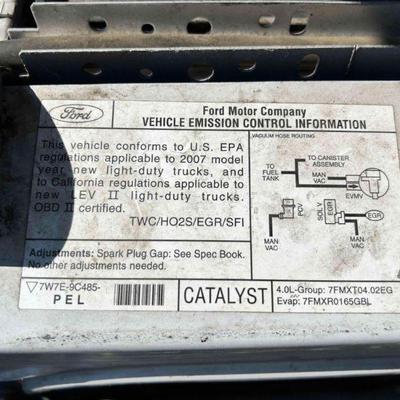 Ford
Ford Motor Company
VEHICLE EMISSION CONTROL INFORMATION
This vehicle conforms to U.S. EPA
regulations applicable to 2007 model
year new light-duty trucks, and
to California regulations applicable to
new LEV II light-duty trucks.
OBD II certified.
TWC/HO2S/EGR/SFI
Adjustments: Spark Plug Gap: See Spec Book.
No other adjustments needed.
VACUUM HOSE ROUTING
TO CANISTER
ASSEMBLY
TO FUEL
TANK
MAN
VAC
EVMV
PCV
SOL V
EGR
EGR
MAN
VAC
MAN
VAC
7W7E-9C485-
PEL
CATALYST
4.0L-Group: 7FMXT04.02EG
Evap: 7FMXR0165GBL